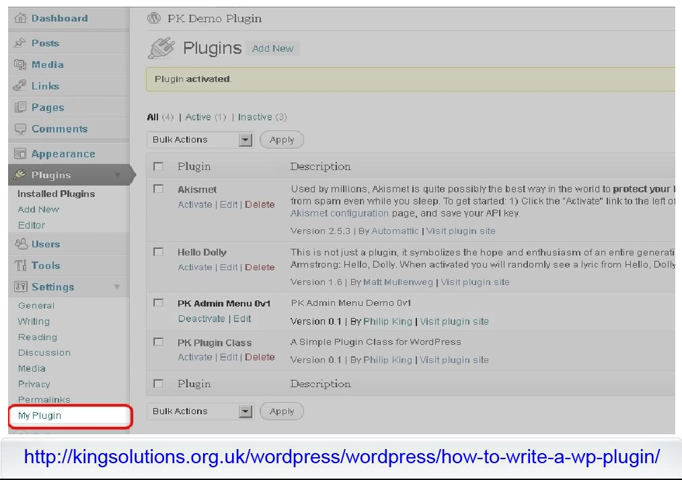 Dashboard
Posts
Media
Links
Pages
Comments
Appearance
Plugins
Installed Plugins
Add New
Editor
Users
Tools
Settings
General
Writing
Reading
Discussion
Media
Privacy
Permalinks
My Plugin
PK Demo Plugin
Plugins Add New
Plugin activated.
All (4) | Active (1) | Inactive (3)
Bulk Actions Apply
Plugin Description
Akismet Used by millions, Akismet is quite possibly the best way in the world to protect your
Activate | Edit | Delete from spam even while you sleep. To get started: 1) Click the "Activate" link to the left of
Akismet configuration page, and save your API key.
Version 2.5.3 | By Automattic | Visit plugin site
Hello Dolly This is not just a plugin, it symbolizes the hope and enthusiasm of an entire generati
Activate | Edit | Delete Armstrong: Hello, Dolly. When activated you will randomly see a lyric from Hello, Dolly
Version 1.6 | By Matt Mullenweg | Visit plugin site
PK Admin Menu 0v1 PK Admin Menu Demo 0v1
Deactivate | Edit Version 0.1 | By Philip King | Visit plugin site
PK Plugin Class A Simple Plugin Class for WordPress
Activate | Edit | Delete Version 0.1 | By Philip King | Visit plugin site
Plugin Description
Bulk Actions Apply
http://kingsolutions.org.uk/wordpress/wordpress/how-to-write-a-wp-plugin/